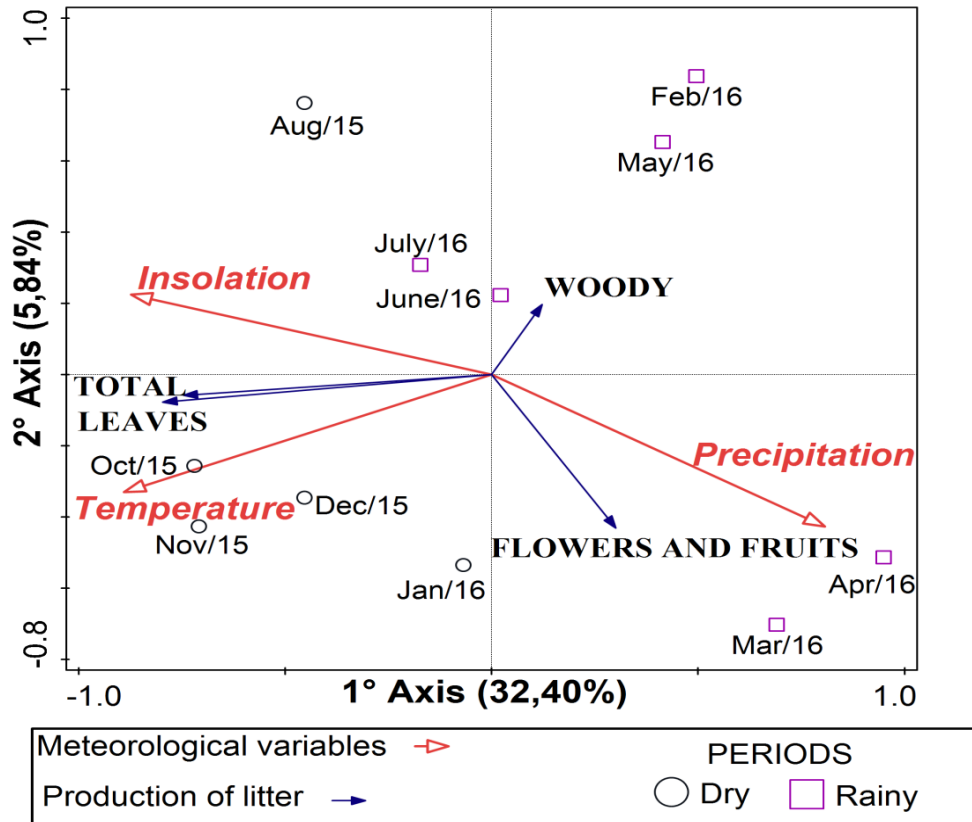 1.0
Feb/16
Aug/15
May/16
July/16
Insolation
June/16
WOODY
2° Axis (5,84%)
TOTAL
LEAVES
Precipitation
Oct/15
Temperature
Dec/15
Nov/15
FLOWERS AND FRUITS
Jan/16
Apr/16
Mar/16
-0.8
-1.0
1° Axis (32,40%)
1.0
Meteorological variables
PERIODS
Production of litter
Dry
Rainy